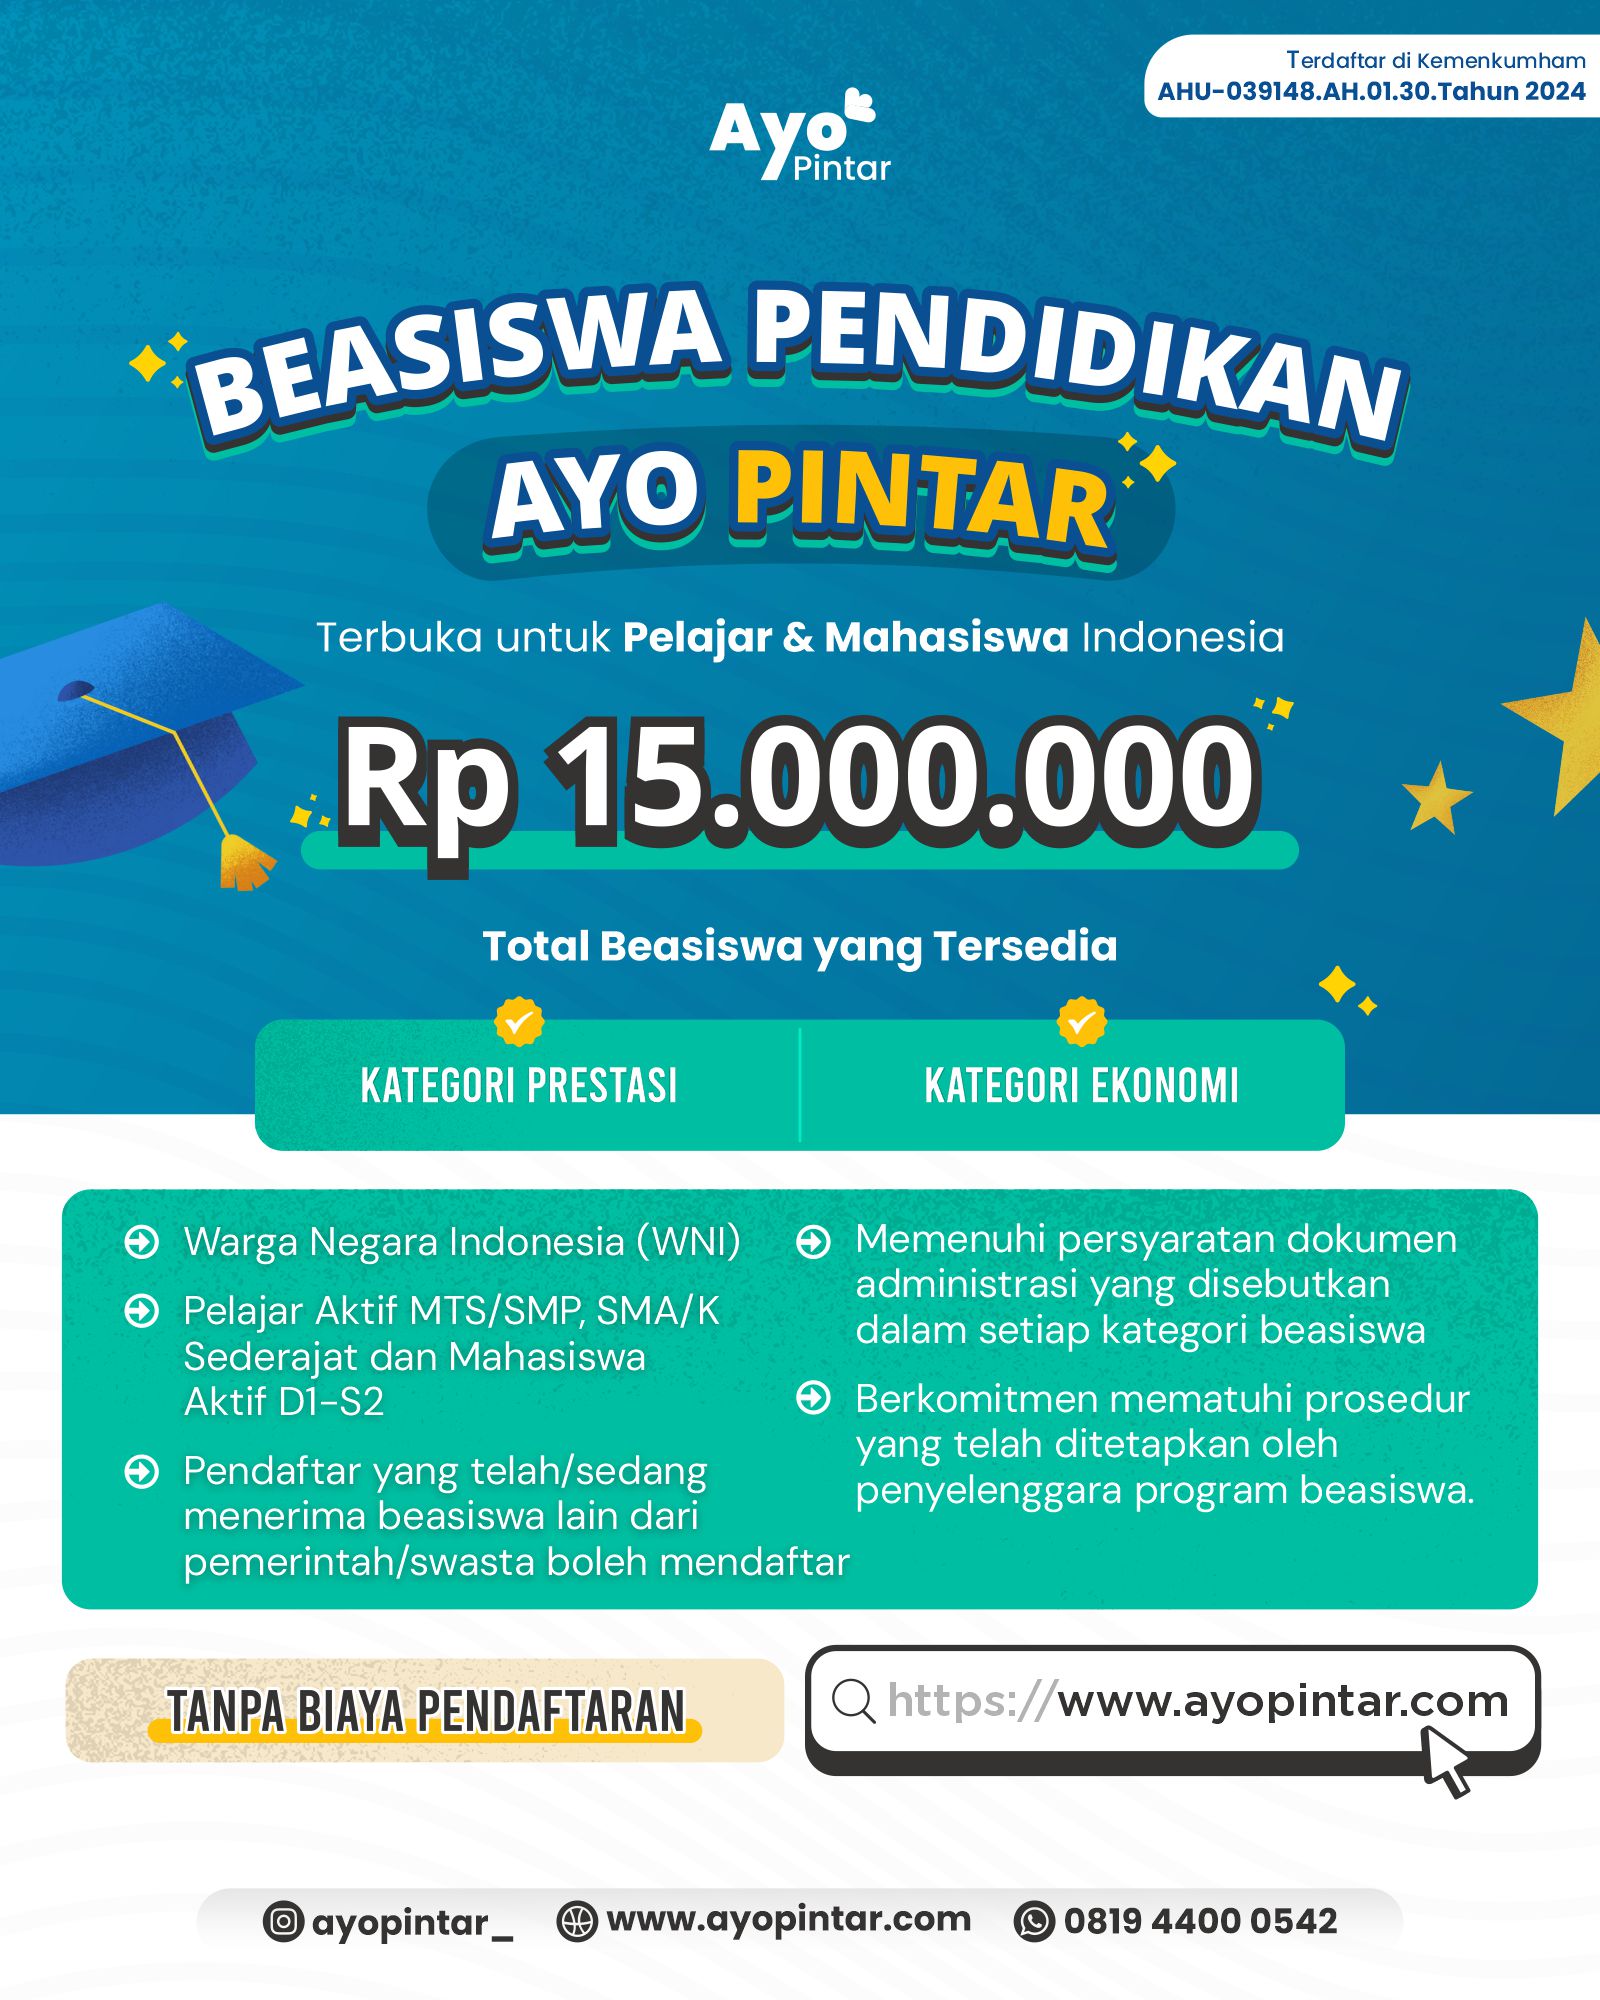 Terdaftar di Kemenkumham
AHU-039148.AH.01.30.Tahun 2024
Ayo
Pintar
BEASISWA PENDIDIKAN
AYO PINTAR
Terbuka untuk Pelajar & Mahasiswa Indonesia
Rp 15.000.000
Total Beasiswa yang Tersedia
KATEGORI PRESTASI
KATEGORI EKONOMI
Warga Negara Indonesia (WNI)
Pelajar Aktif MTS/SMP, SMA/K
Sederajat dan Mahasiswa
Aktif D1-S2
Pendaftar yang telah/sedang
menerima beasiswa lain dari
pemerintah/swasta boleh mendaftar
Memenuhi persyaratan dokumen
administrasi yang disebutkan
dalam setiap kategori beasiswa
Berkomitmen mematuhi prosedur
yang telah ditetapkan oleh
penyelenggara program beasiswa.
TANPA BIAYA PENDAFTARAN
https://www.ayopintar.com
ayopintar_
www.ayopintar.com
0819 4400 0542